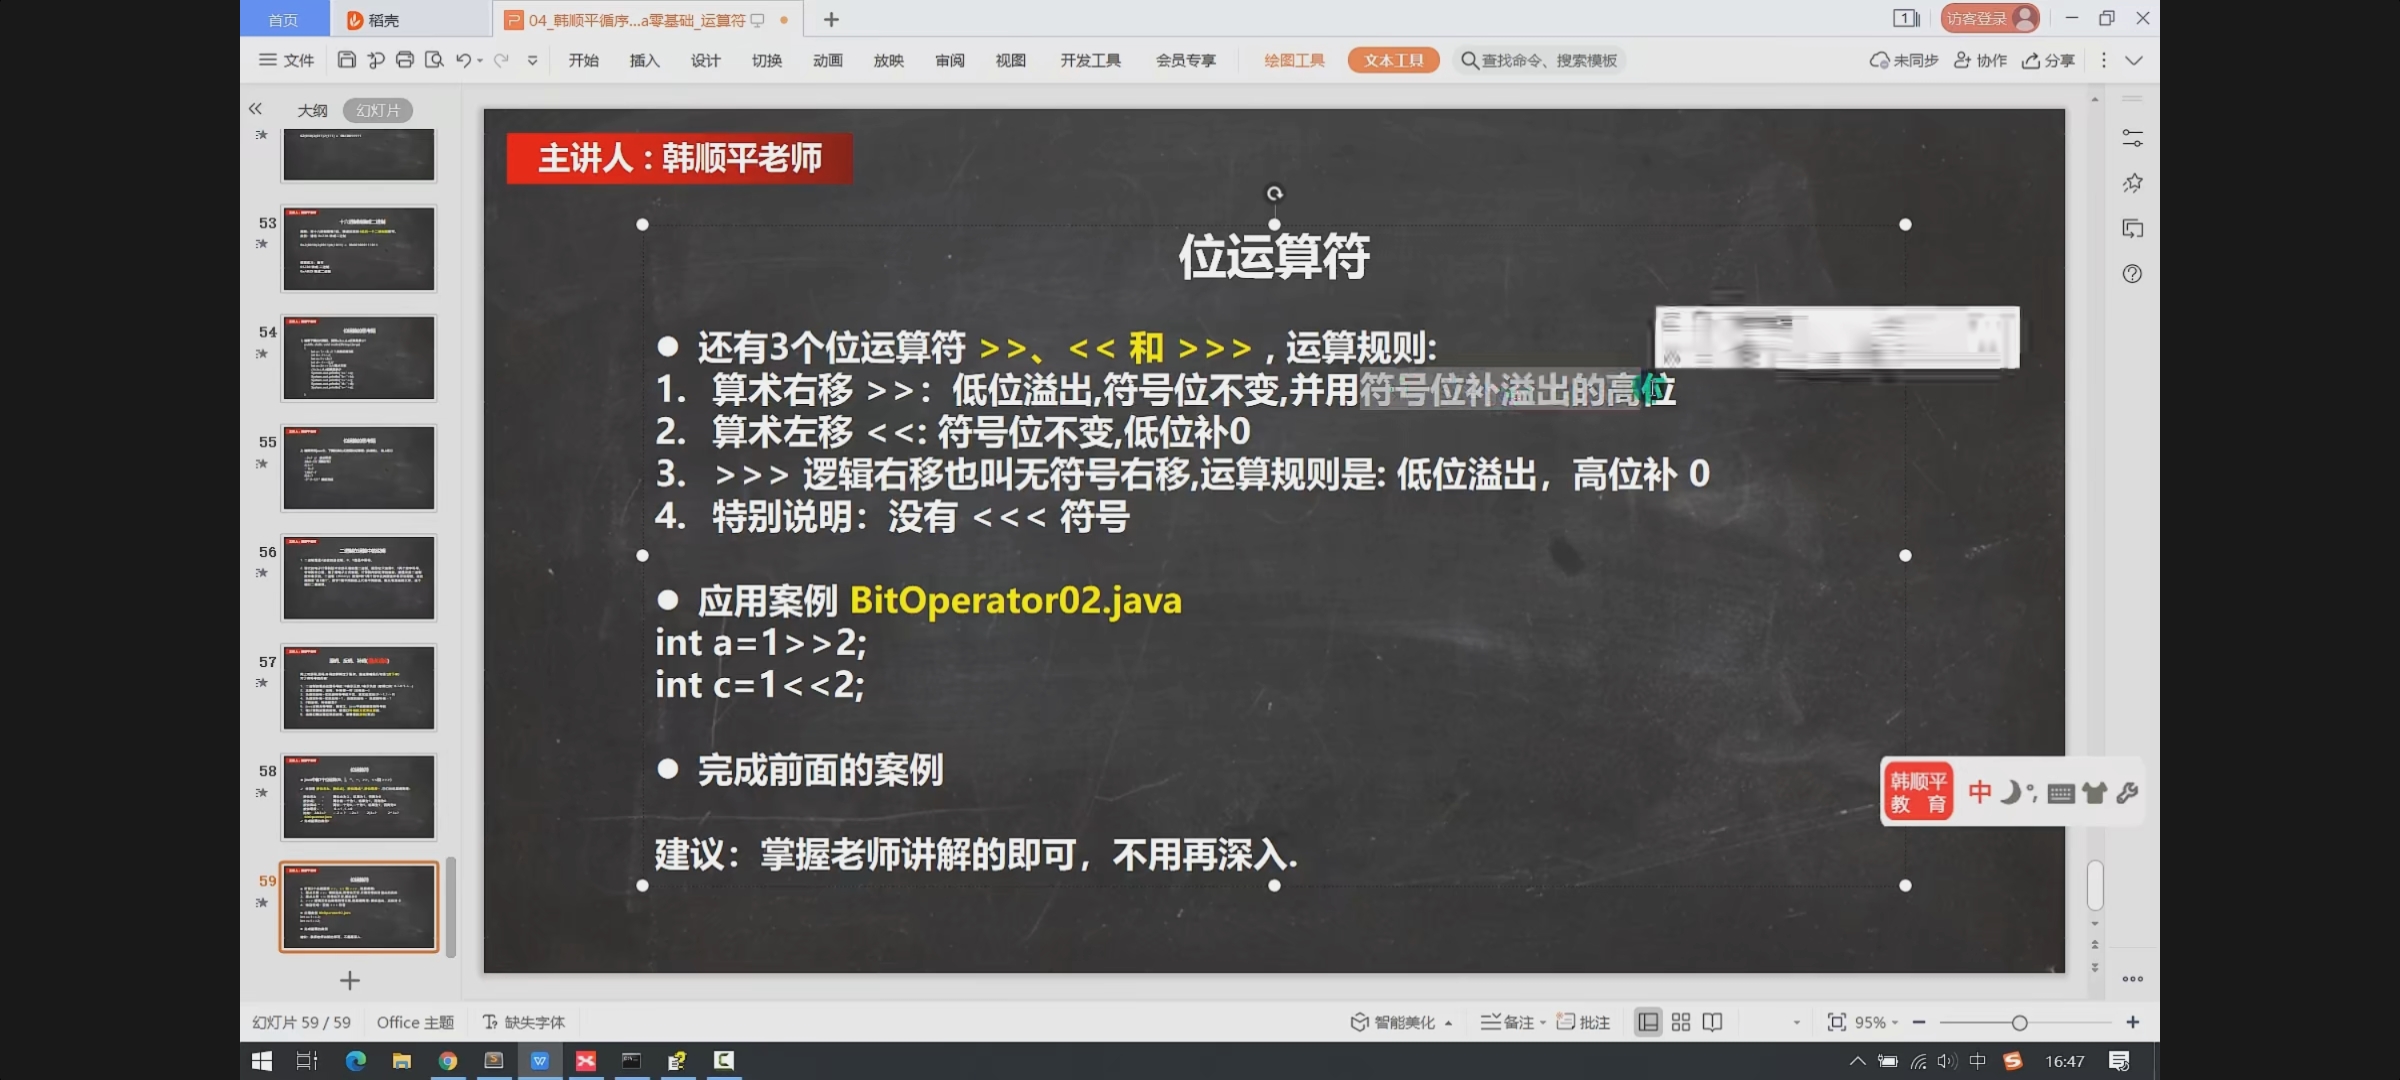 首页
稻壳
04_韩顺平循序...a零基础_运算符
访客登录
文件
开始
插入
设计
切换
动画
放映
审阅
视图
开发工具
会员专享
绘图工具
文本工具
查找命令、搜索模板
未同步
协作
分享
大纲
幻灯片
53
54
55
56
57
58
59
主讲人：韩顺平老师
位运算符
● 还有3个位运算符 >>、<< 和 >>> , 运算规则:
1. 算术右移 >>：低位溢出,符号位不变,并用符号位补溢出的高位
2. 算术左移 <<: 符号位不变,低位补0
3. >>> 逻辑右移也叫无符号右移,运算规则是: 低位溢出，高位补 0
4. 特别说明：没有 <<< 符号
● 应用案例 BitOperator02.java
int a=1>>2;
int c=1<<2;
● 完成前面的案例
建议：掌握老师讲解的即可，不用再深入.
韩顺平
教 育
中
幻灯片 59 / 59
Office 主题
缺失字体
智能美化
备注
批注
95%
中
16:47